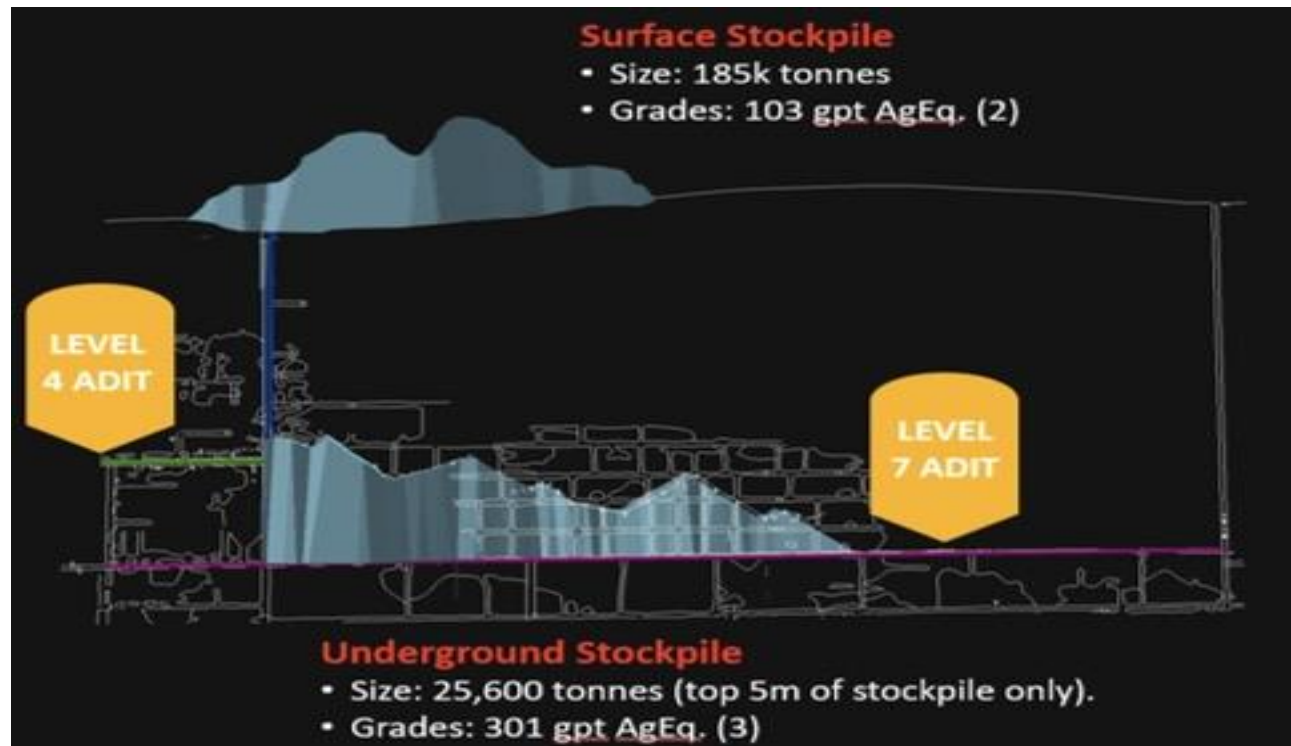 Surface Stockpile
• Size: 185k tonnes
• Grades: 103 gpt AgEq. (2)
LEVEL
4 ADIT
LEVEL
7 ADIT
Underground Stockpile
• Size: 25,600 tonnes (top 5m of stockpile only).
• Grades: 301 gpt AgEq. (3)